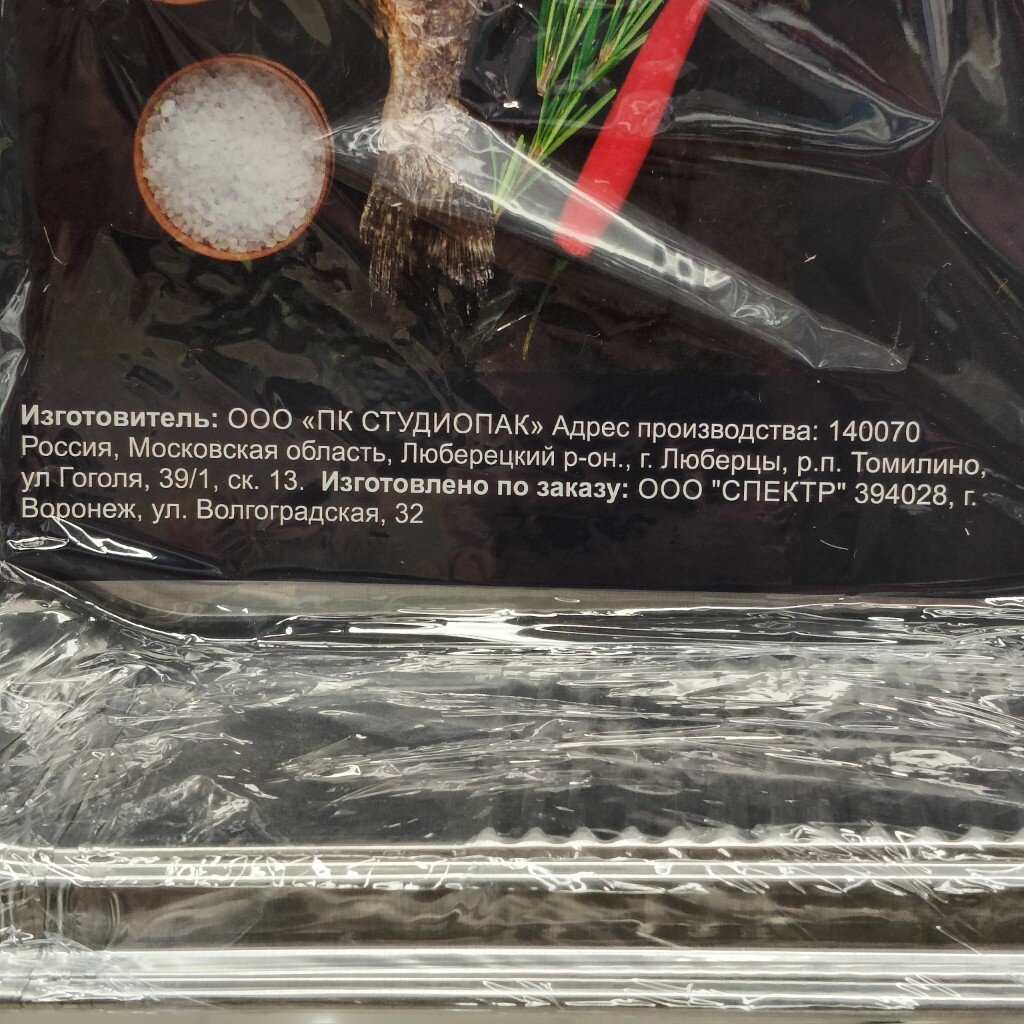 Изготовитель: ООО «ПК СТУДИОПАК» Адрес производства: 140070
Россия, Московская область, Люберецкий р-он., г. Люберцы, р.п. Томилино,
ул Гоголя, 39/1, ск. 13. Изготовлено по заказу: ООО "СПЕКТР" 394028, г.
Воронеж, ул. Волгоградская, 32